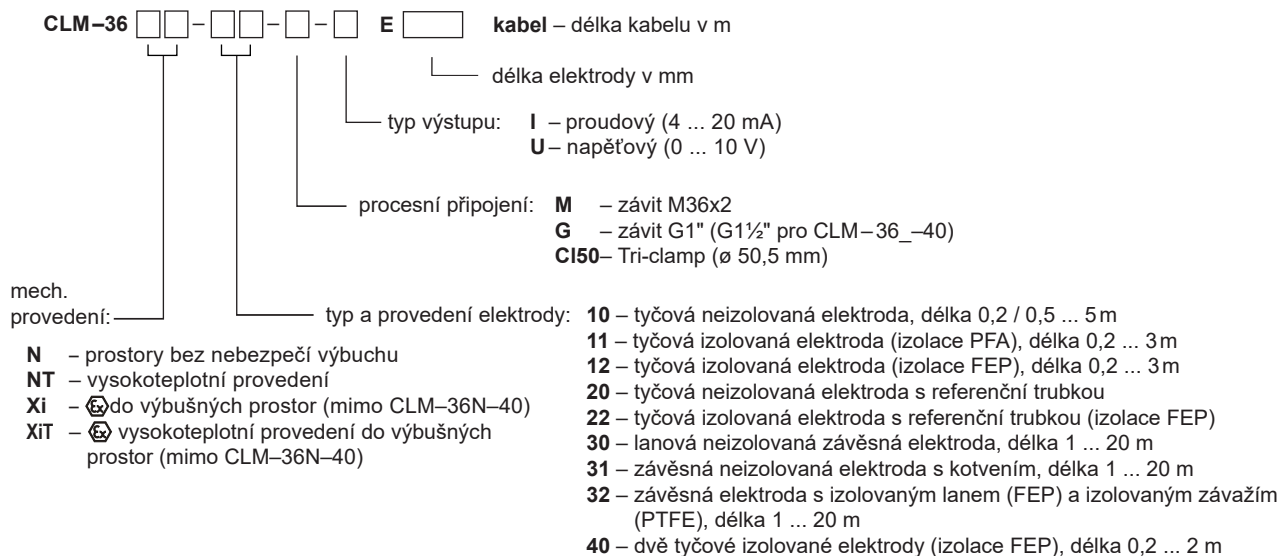 CLM–36 – – – E kabel – délka kabelu v m
délka elektrody v mm
typ výstupu: I – proudový (4 ... 20 mA)
U – napěťový (0 ... 10 V)
procesní připojení: M – závit M36x2
G – závit G1" (G1½" pro CLM–36_–40)
Cl50– Tri-clamp (ø 50,5 mm)
mech.
provedení:
typ a provedení elektrody: 10 – tyčová neizolovaná elektroda, délka 0,2 / 0,5 ... 5 m
11 – tyčová izolovaná elektroda (izolace PFA), délka 0,2 ... 3 m
12 – tyčová izolovaná elektroda (izolace FEP), délka 0,2 ... 3 m
20 – tyčová neizolovaná elektroda s referenční trubkou
22 – tyčová izolovaná elektroda s referenční trubkou (izolace FEP)
30 – lanová neizolovaná závěsná elektroda, délka 1 ... 20 m
31 – závěsná neizolovaná elektroda s kotvením, délka 1 ... 20 m
32 – závěsná elektroda s izolovaným lanem (FEP) a izolovaným závažím
(PTFE), délka 1 ... 20 m
40 – dvě tyčové izolované elektrody (izolace FEP), délka 0,2 ... 2 m
N – prostory bez nebezpečí výbuchu
NT – vysokoteplotní provedení
Xi – Ex do výbušných prostor (mimo CLM–36N–40)
XiT – Ex vysokoteplotní provedení do výbušných
prostor (mimo CLM–36N–40)